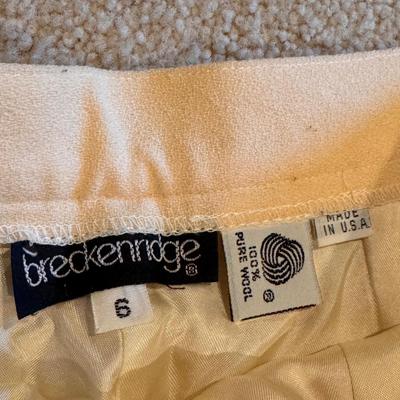 breckenridge®
6
100%
PURE WOOL
®
MADE
IN U.S.A.